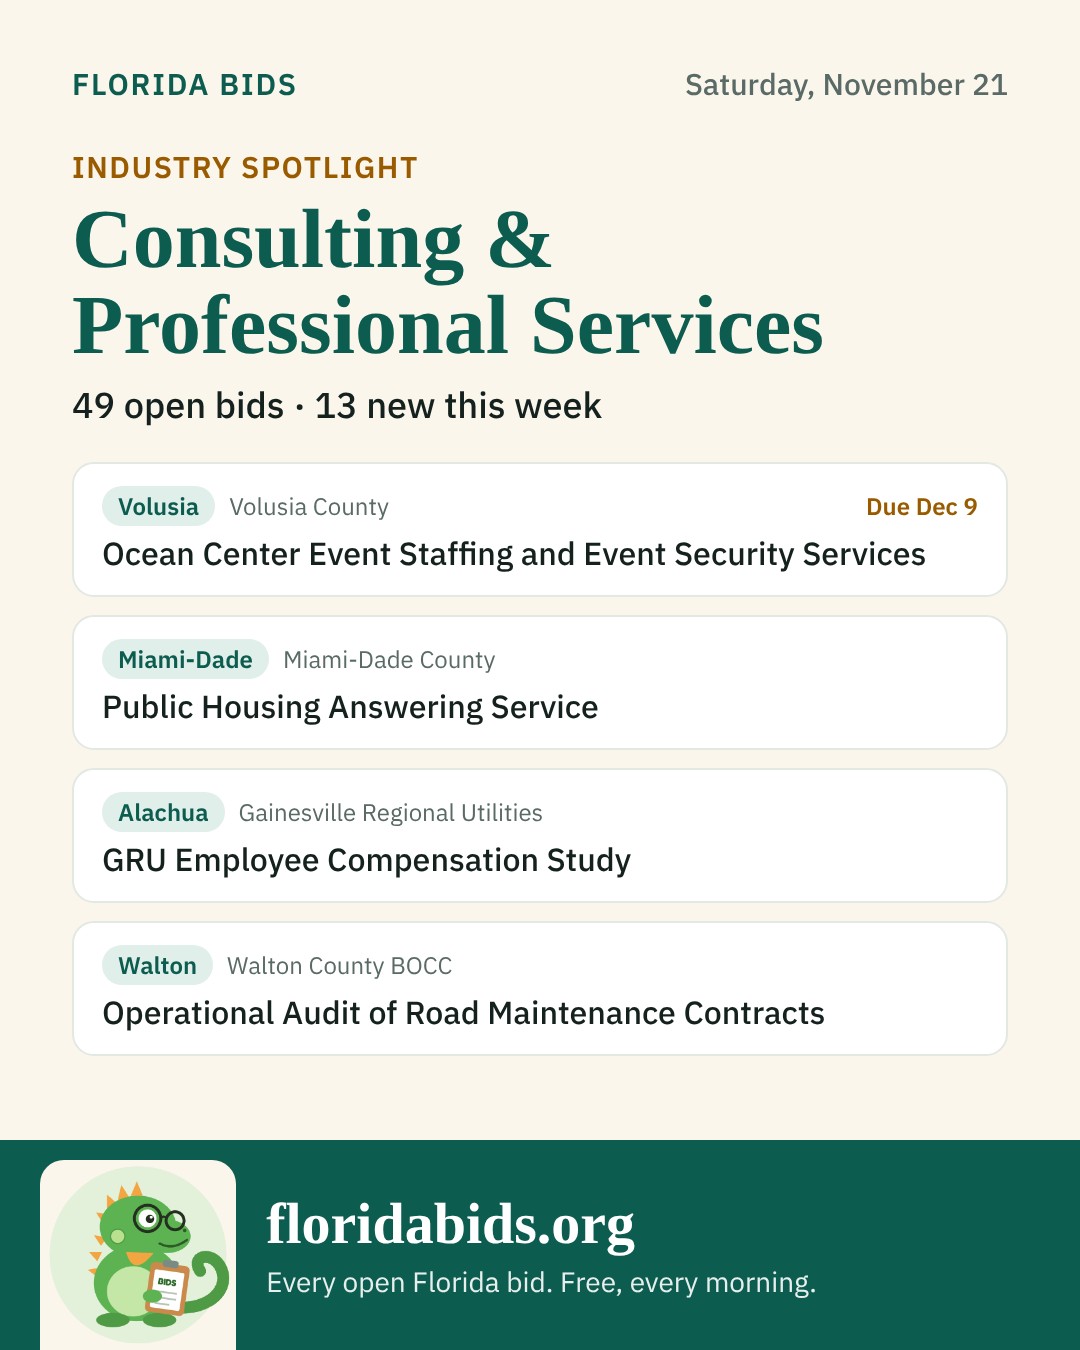 FLORIDA BIDS
Saturday, November 21
INDUSTRY SPOTLIGHT
Consulting &
Professional Services
49 open bids · 13 new this week
Volusia Volusia County Due Dec 9
Ocean Center Event Staffing and Event Security Services
Miami-Dade Miami-Dade County
Public Housing Answering Service
Alachua Gainesville Regional Utilities
GRU Employee Compensation Study
Walton Walton County BOCC
Operational Audit of Road Maintenance Contracts
BIDS
floridabids.org
Every open Florida bid. Free, every morning.